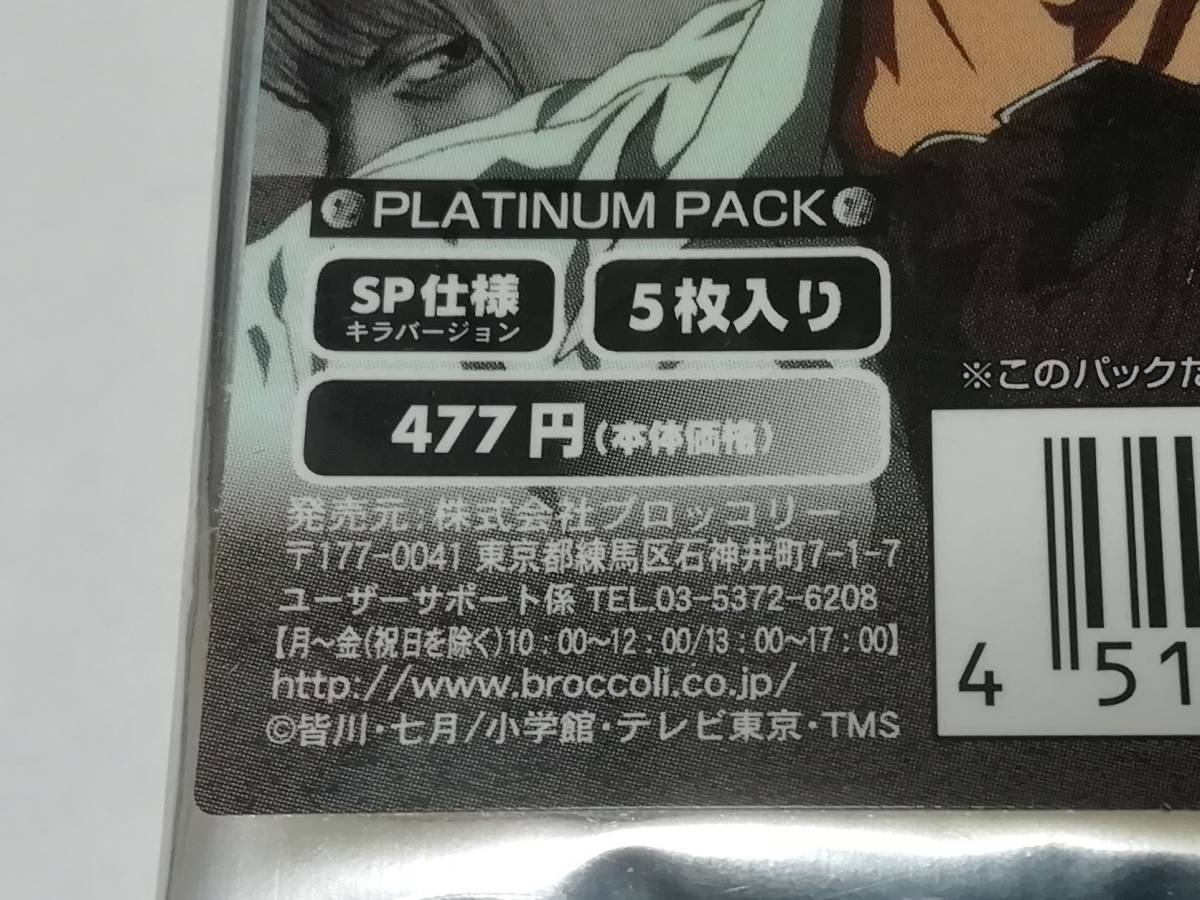 PLATINUM PACK
SP仕様
キラバージョン
5枚入り
477円(本体価格)
※このパックた
発売元:株式会社ブロッコリー
〒177-0041 東京都練馬区石神井町7-1-7
ユーザーサポート係 TEL.03-5372-6208
【月〜金(祝日を除く)10:00〜12:00/13:00〜17:00】
http://www.broccoli.co.jp/
©皆川・七月/小学館・テレビ東京・TMS
4 51